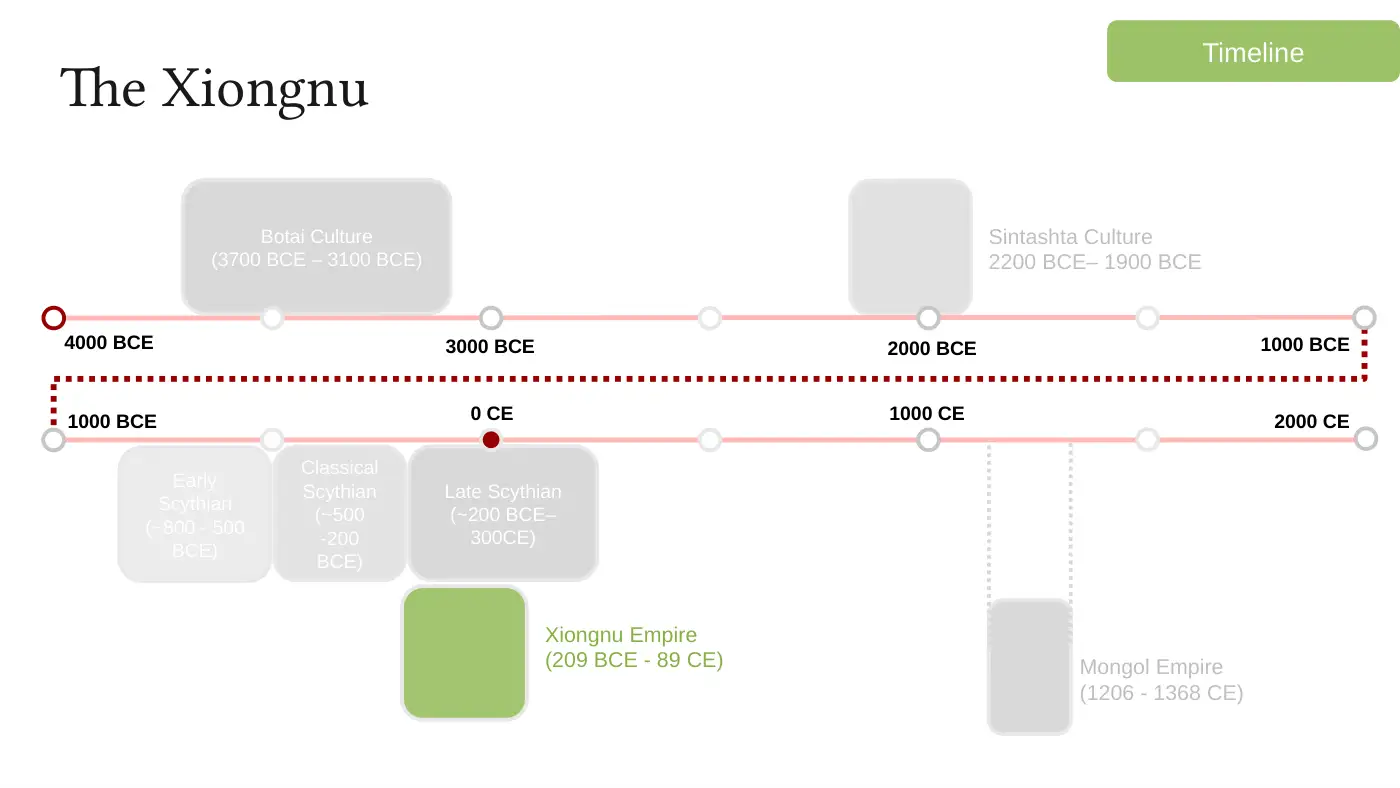 Timeline
The Xiongnu
Botai Culture
(3700 BCE – 3100 BCE)
Sintashta Culture
2200 BCE– 1900 BCE
4000 BCE
3000 BCE
2000 BCE
1000 BCE
1000 BCE
0 CE
1000 CE
2000 CE
Early
Scythian
(~800 - 500
BCE)
Classical
Scythian
(~500
-200
BCE)
Late Scythian
(~200 BCE–
300CE)
Xiongnu Empire
(209 BCE - 89 CE)
Mongol Empire
(1206 - 1368 CE)